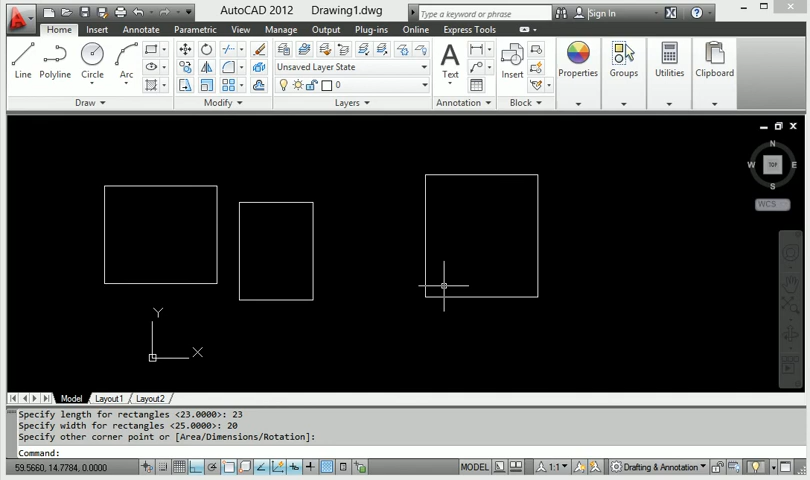 AutoCAD 2012 Drawing1.dwg
Type a keyword or phrase
Sign In
Home Insert Annotate Parametric View Manage Output Plug-ins Online Express Tools
Unsaved Layer State
0
Line Polyline Circle Arc
Text Insert Properties Groups Utilities Clipboard
Draw Modify Layers Annotation Block
N
W TOP E
S
WCS
Y
X
Model Layout1 Layout2
Specify length for rectangles <23.0000>: 23
Specify width for rectangles <25.0000>: 20
Specify other corner point or [Area/Dimensions/Rotation]:
Command:
59.5660, 14.7784, 0.0000 MODEL 1:1 Drafting & Annotation